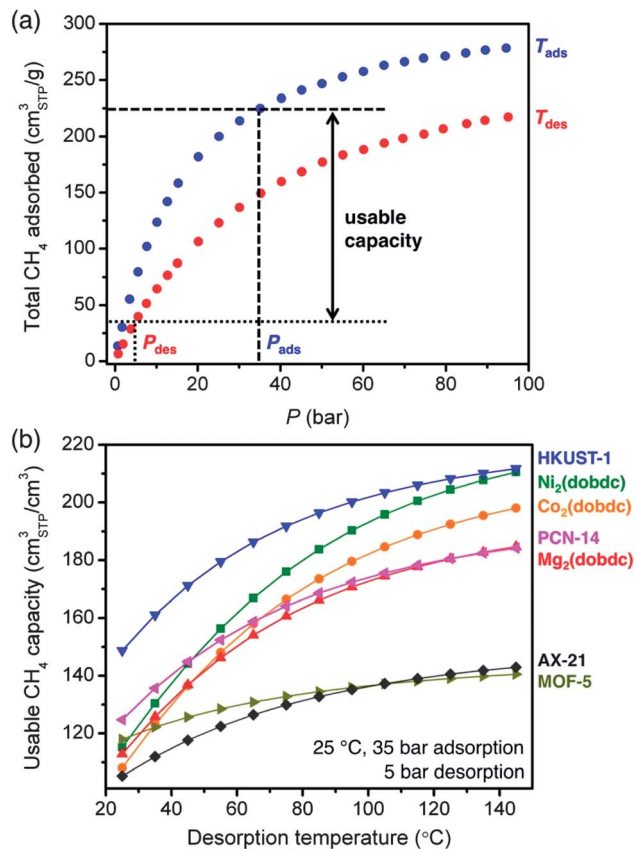 (a)
300
250
200
150
100
50
0
Total CH4 adsorbed (cm3STP/g)
Tads
Tdes
usable
capacity
Pdes
Pads
0 20 40 60 80 100
P (bar)
(b)
220
200
180
160
140
120
Usable CH4 capacity (cm3STP/cm3)
HKUST-1
Ni2(dobdc)
Co2(dobdc)
PCN-14
Mg2(dobdc)
AX-21
MOF-5
25 °C, 35 bar adsorption
5 bar desorption
20 40 60 80 100 120 140
Desorption temperature (°C)